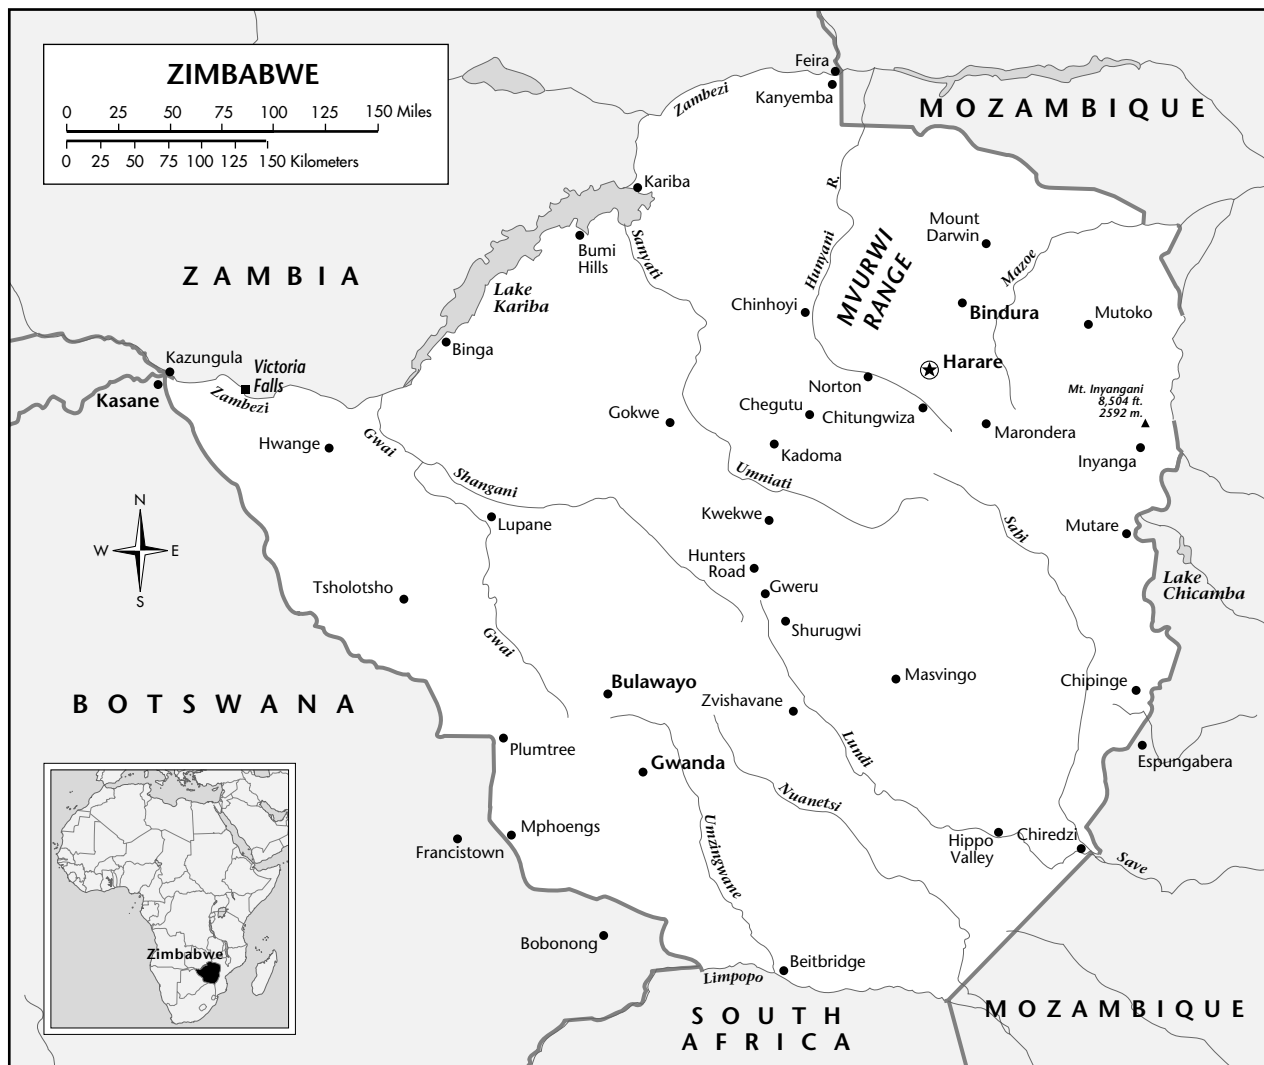 ZIMBABWE
0 25 50 75 100 125 150 Miles
0 25 50 75 100 125 150 Kilometers
Feira
Kanyemba
Zambezi
MOZAMBIQUE
Kariba
Bumi
Hills
Sanyati
Hunyani R.
MVURWI
RANGE
Mount
Darwin
Mazoe
ZAMBIA
Lake
Kariba
Chinhoyi
Bindura
Mutoko
Binga
Kazungula
Victoria
Falls
Kasane
Zambezi
Harare
Norton
Mt. Inyangani
8,504 ft.
2592 m.
Gokwe
Chegutu
Chitungwiza
Marondera
Hwange
Gwai
Kadoma
Inyanga
Shangani
Umniati
Lupane
Kwekwe
Sabi
Mutare
N
W E
S
Hunters
Road
Lake
Chicamba
Tsholotsho
Gweru
Shurugwi
Gwai
Bulawayo
Masvingo
Chipinge
Zvishavane
BOTSWANA
Plumtree
Lundi
Espungabera
Gwanda
Nuanetsi
Mphoengs
Francistown
Umzingwane
Hippo
Valley
Chiredzi
Save
Zimbabwe
Bobonong
Beitbridge
Limpopo
SOUTH
AFRICA
MOZAMBIQUE